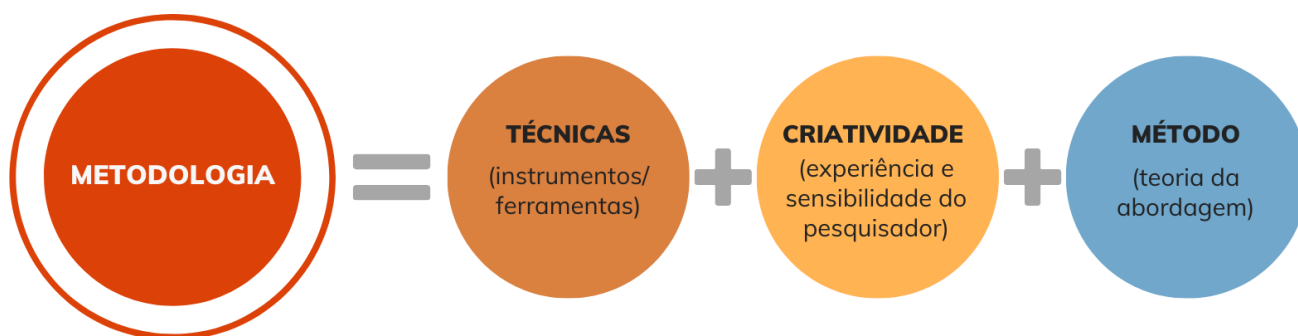 METODOLOGIA
TÉCNICAS
(instrumentos/
ferramentas)
CRIATIVIDADE
(experiência e
sensibilidade do
pesquisador)
MÉTODO
(teoria da
abordagem)